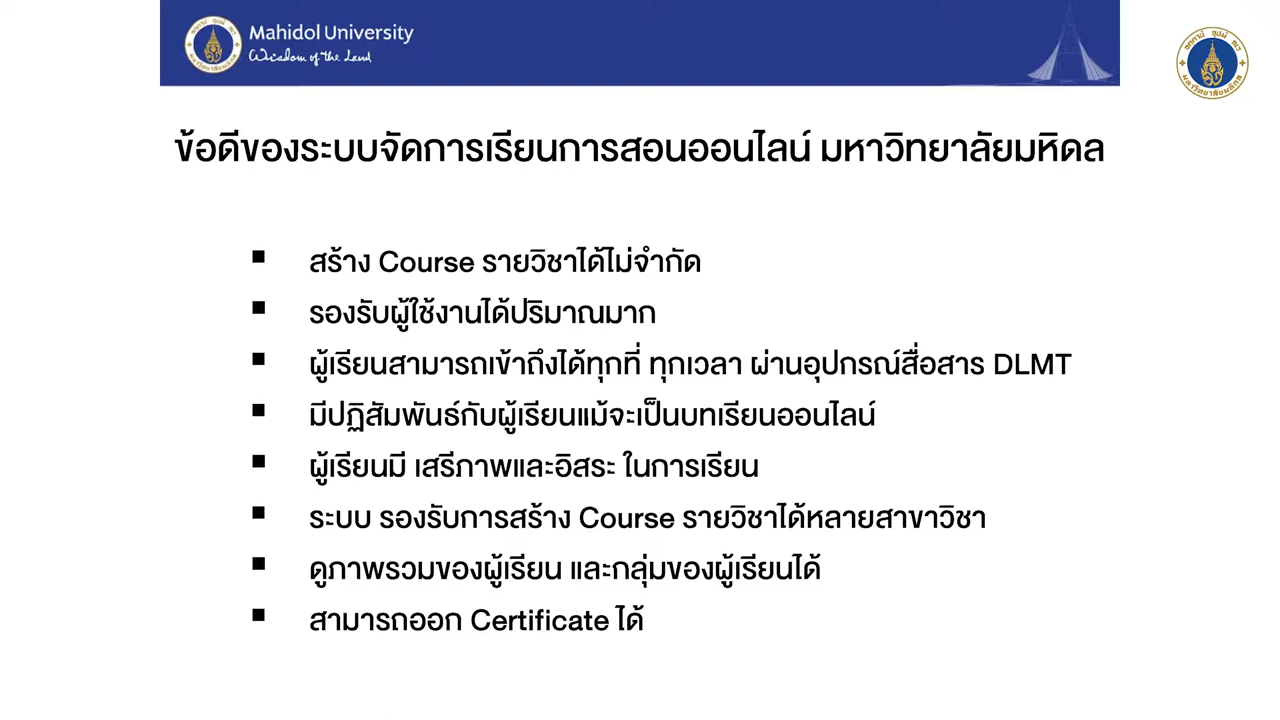 Mahidol University
Wisdom of the Land
ข้อดีของระบบจัดการเรียนการสอนออนไลน์ มหาวิทยาลัยมหิดล
▪ สร้าง Course รายวิชาได้ไม่จำกัด
▪ รองรับผู้ใช้งานได้ปริมาณมาก
▪ ผู้เรียนสามารถเข้าถึงได้ทุกที่ ทุกเวลา ผ่านอุปกรณ์สื่อสาร DLMT
▪ มีปฏิสัมพันธ์กับผู้เรียนแม้จะเป็นบทเรียนออนไลน์
▪ ผู้เรียนมี เสรีภาพและอิสระ ในการเรียน
▪ ระบบ รองรับการสร้าง Course รายวิชาได้หลายสาขาวิชา
▪ ดูภาพรวมของผู้เรียน และกลุ่มของผู้เรียนได้
▪ สามารถออก Certificate ได้